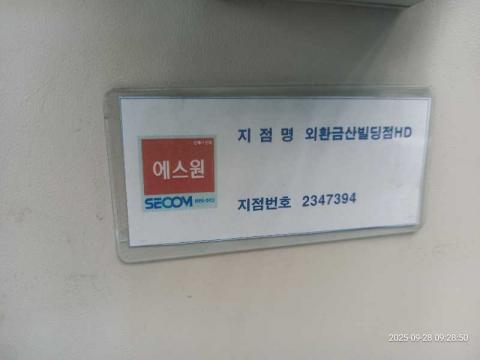 지 점 명 외환금산빌딩점HD
에스원
SECOM
지점번호 2347394
2025-09-28 09:28:50